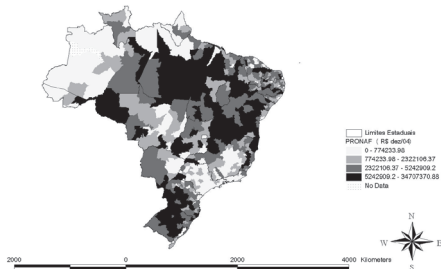 Limites Estaduais
PRONAF ( R$ dez/04)
0 - 774233.98
774233.98 - 2322106.37
2322106.37 - 5242909.2
5242909.2 - 34707370.88
No Data
N
W E
S
2000 0 2000 4000 Kilometers